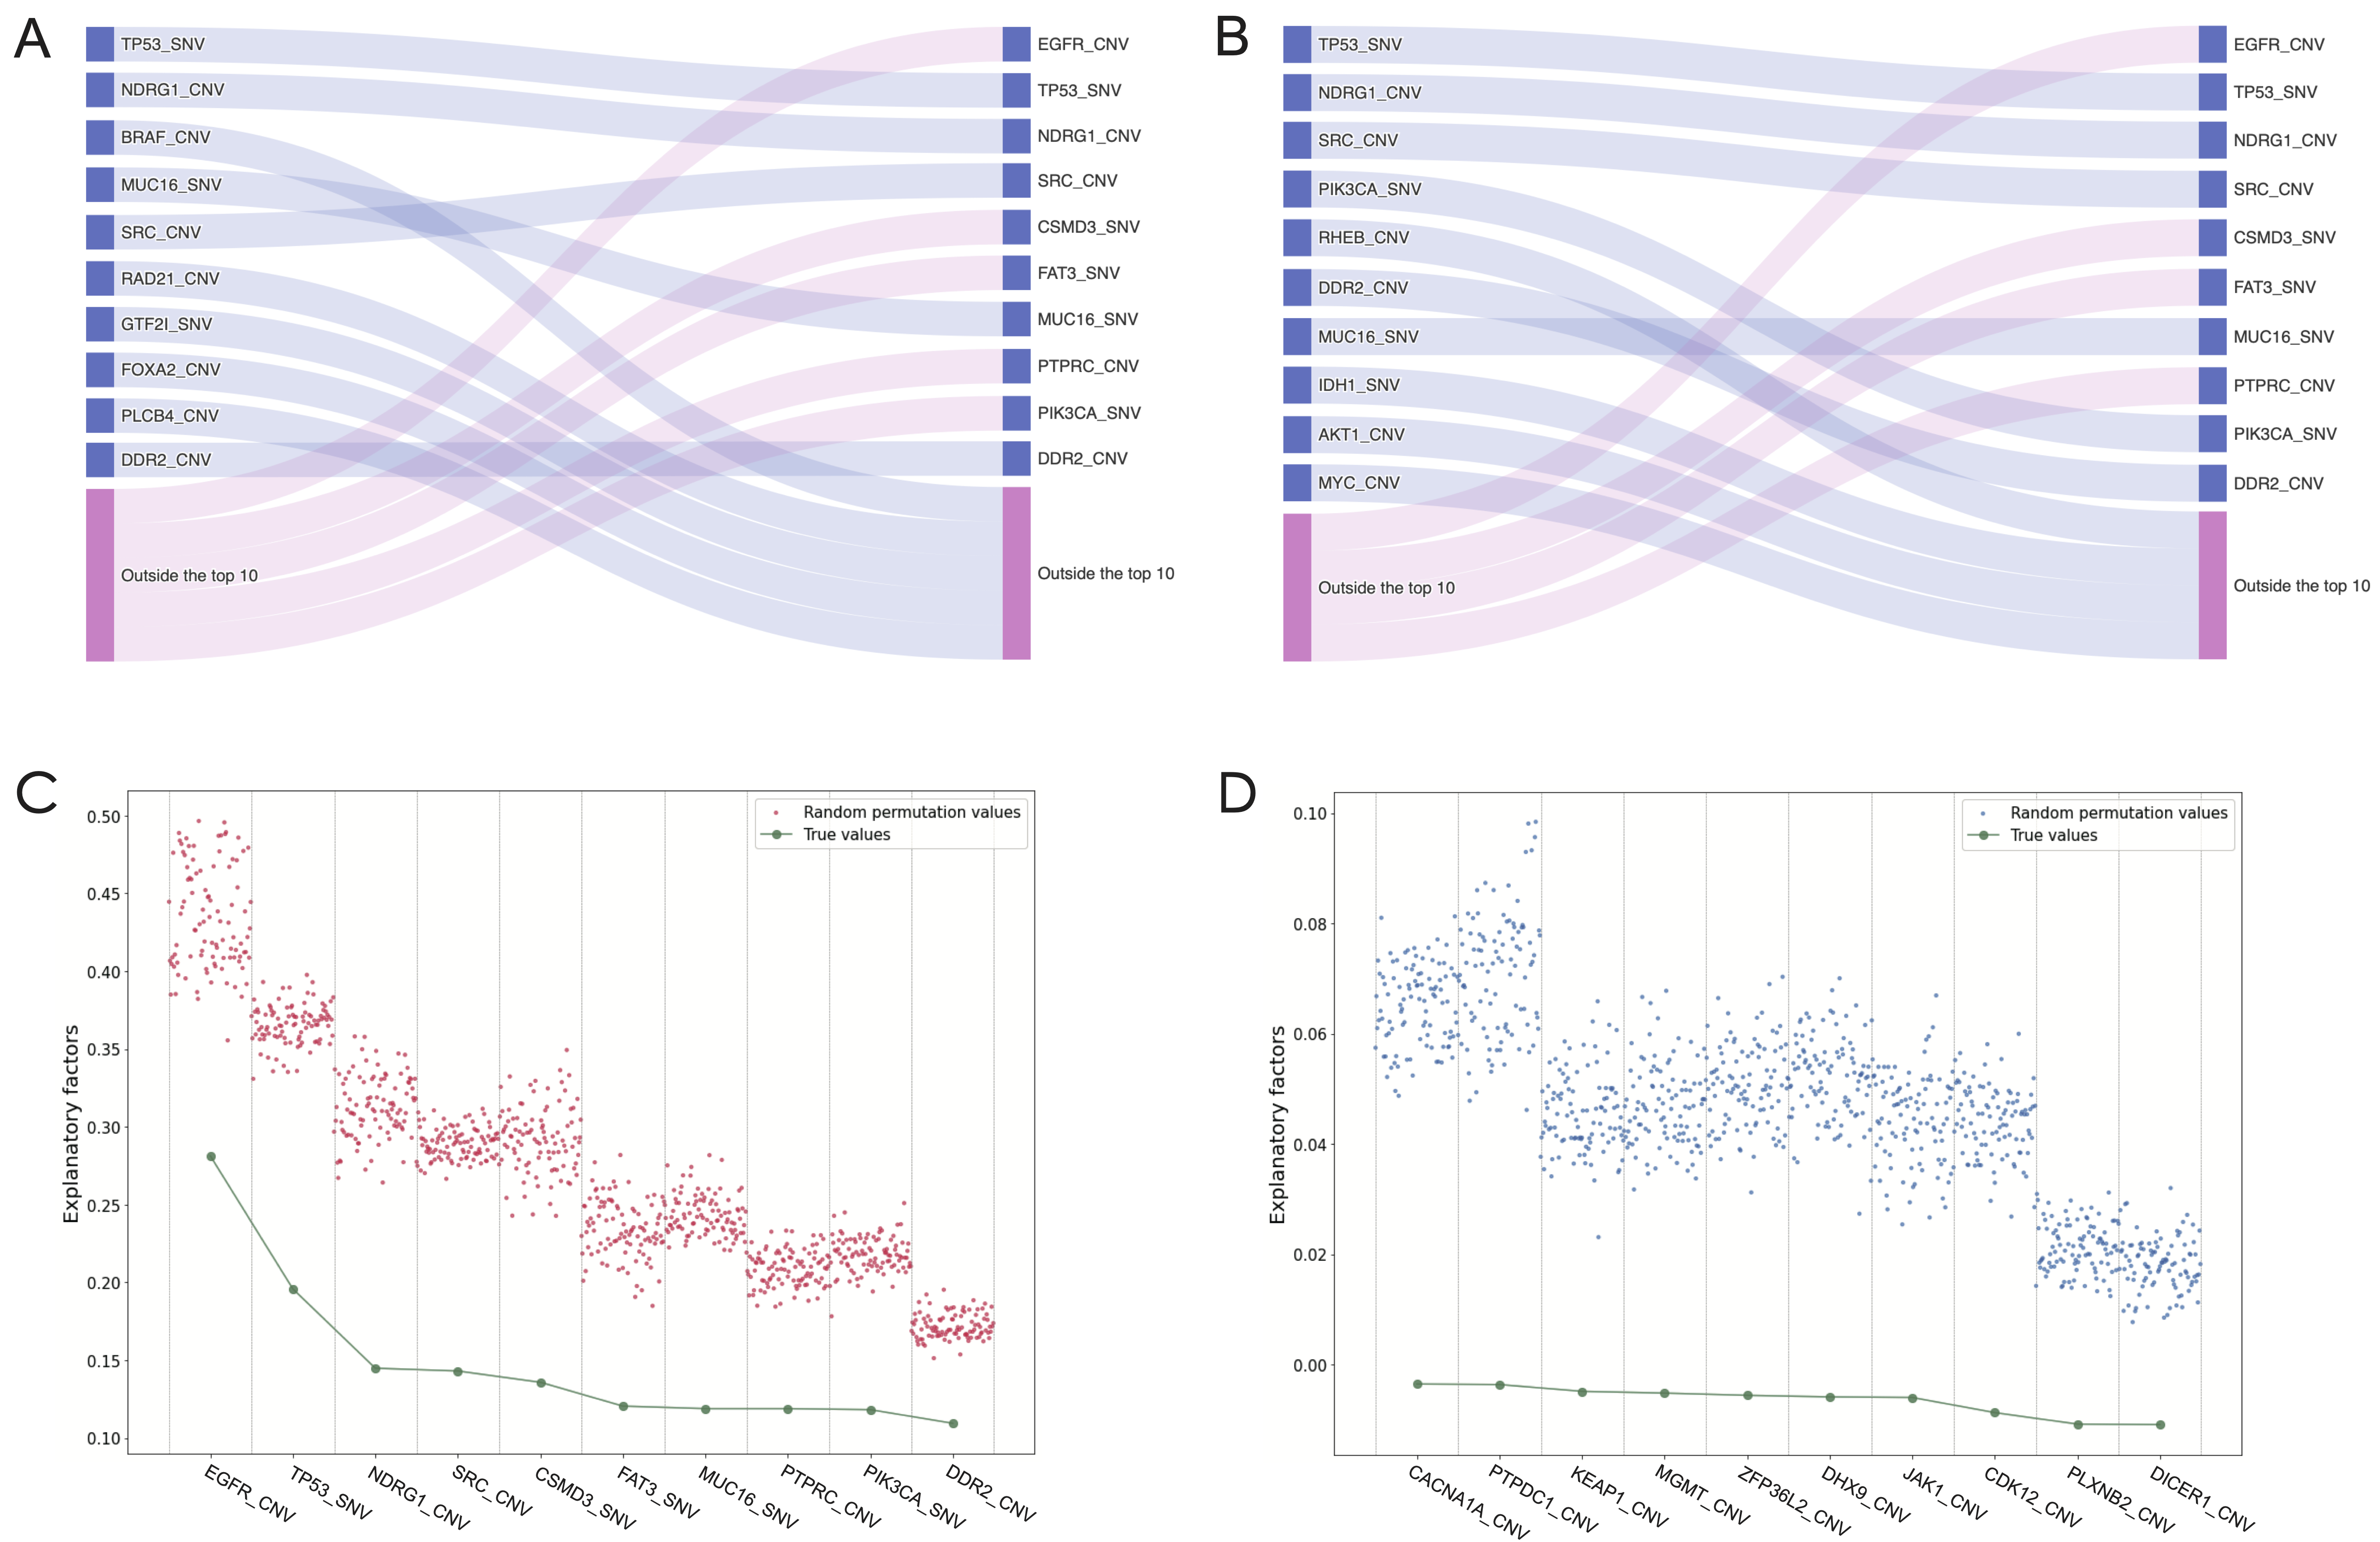 A
TP53_SNV
NDRG1_CNV
BRAF_CNV
MUC16_SNV
SRC_CNV
RAD21_CNV
GTF2I_SNV
FOXA2_CNV
PLCB4_CNV
DDR2_CNV
Outside the top 10
EGFR_CNV
TP53_SNV
NDRG1_CNV
SRC_CNV
CSMD3_SNV
FAT3_SNV
MUC16_SNV
PTPRC_CNV
PIK3CA_SNV
DDR2_CNV
Outside the top 10
B
TP53_SNV
NDRG1_CNV
SRC_CNV
PIK3CA_SNV
RHEB_CNV
DDR2_CNV
MUC16_SNV
IDH1_SNV
AKT1_CNV
MYC_CNV
Outside the top 10
EGFR_CNV
TP53_SNV
NDRG1_CNV
SRC_CNV
CSMD3_SNV
FAT3_SNV
MUC16_SNV
PTPRC_CNV
PIK3CA_SNV
DDR2_CNV
Outside the top 10
C
Random permutation values
True values
Explanatory factors
0.50
0.45
0.40
0.35
0.30
0.25
0.20
0.15
0.10
EGFR_CNV
TP53_SNV
NDRG1_CNV
SRC_CNV
CSMD3_SNV
FAT3_SNV
MUC16_SNV
PTPRC_CNV
PIK3CA_SNV
DDR2_CNV
D
Random permutation values
True values
Explanatory factors
0.10
0.08
0.06
0.04
0.02
0.00
CACNA1A_CNV
PTPDC1_CNV
KEAP1_CNV
MGMT_CNV
ZFP36L2_CNV
DHX9_CNV
JAK1_CNV
CDK12_CNV
PLXNB2_CNV
DICER1_CNV